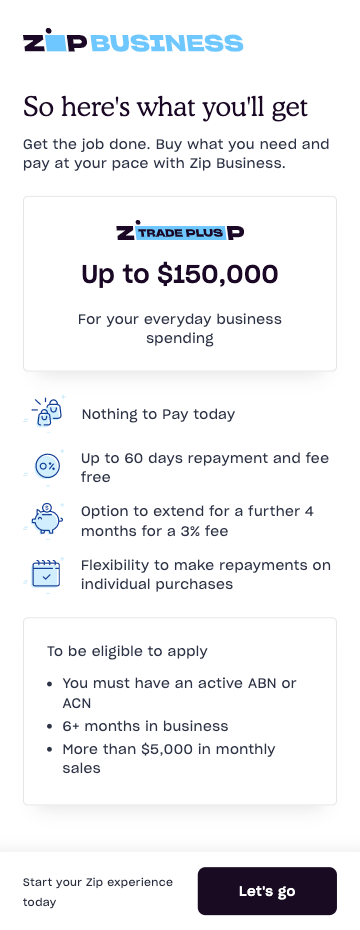 ZIP BUSINESS
So here's what you'll get
Get the job done. Buy what you need and
pay at your pace with Zip Business.
Z TRADE PLUS P
Up to $150,000
For your everyday business
spending
Nothing to Pay today
0%
Up to 60 days repayment and fee
free
Option to extend for a further 4
months for a 3% fee
Flexibility to make repayments on
individual purchases
To be eligible to apply
• You must have an active ABN or
ACN
• 6+ months in business
• More than $5,000 in monthly
sales
Start your Zip experience
today
Let's go